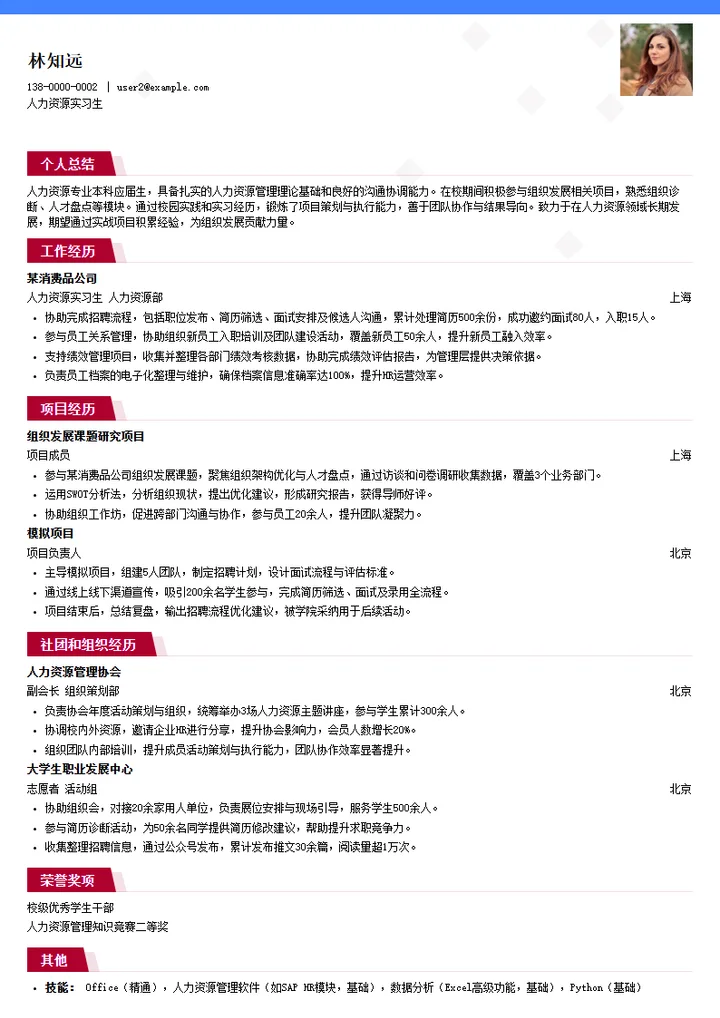 林知远
138-0000-0002 | user2@example.com
人力资源实习生
个人总结
人力资源专业本科应届生，具备扎实的人力资源管理理论基础和良好的沟通协调能力。在校期间积极参与组织发展相关项目，熟悉组织诊
断、人才盘点等模块。通过校园实践和实习经历，锻炼了项目策划与执行能力，善于团队协作与结果导向。致力于在人力资源领域长期发
展，期望通过实战项目积累经验，为组织发展贡献力量。
工作经历
某消费品公司
人力资源实习生 人力资源部 上海
• 协助完成招聘流程，包括职位发布、简历筛选、面试安排及候选人沟通，累计处理简历500余份，成功邀约面试80人，入职15人。
• 参与员工关系管理，协助组织新员工入职培训及团队建设活动，覆盖新员工50余人，提升新员工融入效率。
• 支持绩效管理项目，收集并整理各部门绩效考核数据，协助完成绩效评估报告，为管理层提供决策依据。
• 负责员工档案的电子化整理与维护，确保档案信息准确率达100%，提升HR运营效率。
项目经历
组织发展课题研究项目
项目成员 上海
• 参与某消费品公司组织发展课题，聚焦组织架构优化与人才盘点，通过访谈和问卷调研收集数据，覆盖3个业务部门。
• 运用SWOT分析法，分析组织现状，提出优化建议，形成研究报告，获得导师好评。
• 协助组织工作坊，促进跨部门沟通与协作，参与员工20余人，提升团队凝聚力。
模拟项目
项目负责人 北京
• 主导模拟项目，组建5人团队，制定招聘计划，设计面试流程与评估标准。
• 通过线上线下渠道宣传，吸引200余名学生参与，完成简历筛选、面试及录用全流程。
• 项目结束后，总结复盘，输出招聘流程优化建议，被学院采纳用于后续活动。
社团和组织经历
人力资源管理协会
副会长 组织策划部 北京
• 负责协会年度活动策划与组织，统筹举办3场人力资源主题讲座，参与学生累计300余人。
• 协调校内外资源，邀请企业HR进行分享，提升协会影响力，会员人数增长20%。
• 组织团队内部培训，提升成员活动策划与执行能力，团队协作效率显著提升。
大学生职业发展中心
志愿者 活动组 北京
• 协助组织会，对接20余家用人单位，负责展位安排与现场引导，服务学生500余人。
• 参与简历诊断活动，为50余名同学提供简历修改建议，帮助提升求职竞争力。
• 收集整理招聘信息，通过公众号发布，累计发布推文30余篇，阅读量超1万次。
荣誉奖项
校级优秀学生干部
人力资源管理知识竞赛二等奖
其他
• 技能： Office（精通），人力资源管理软件（如SAP HR模块，基础），数据分析（Excel高级功能，基础），Python（基础）